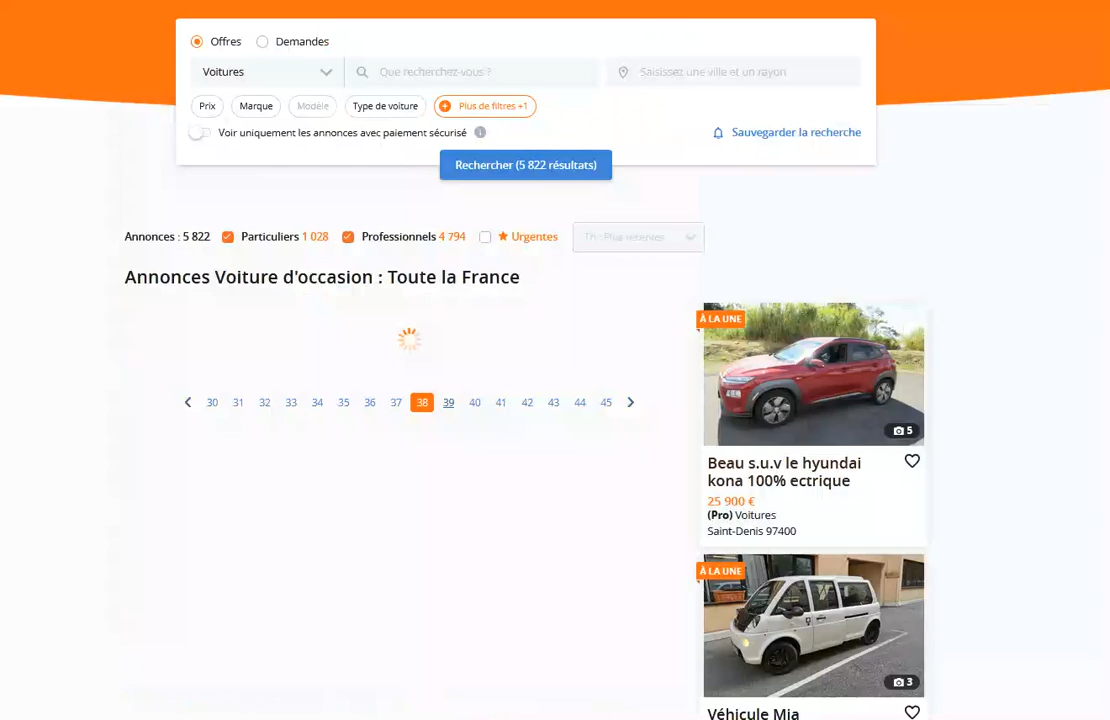 Offres Demandes
Voitures Que recherchez-vous ? Saisissez une ville et un rayon
Prix Marque Modèle Type de voiture Plus de filtres +1
Voir uniquement les annonces avec paiement sécurisé Sauvegarder la recherche
Rechercher (5 822 résultats)
Annonces : 5 822 Particuliers 1 028 Professionnels 4 794 Urgentes Tri : Plus récentes
Annonces Voiture d'occasion : Toute la France
À LA UNE
30 31 32 33 34 35 36 37 38 39 40 41 42 43 44 45
5
Beau s.u.v le hyundai
kona 100% ectrique
25 900 €
(Pro) Voitures
Saint-Denis 97400
À LA UNE
3
Véhicule Mia